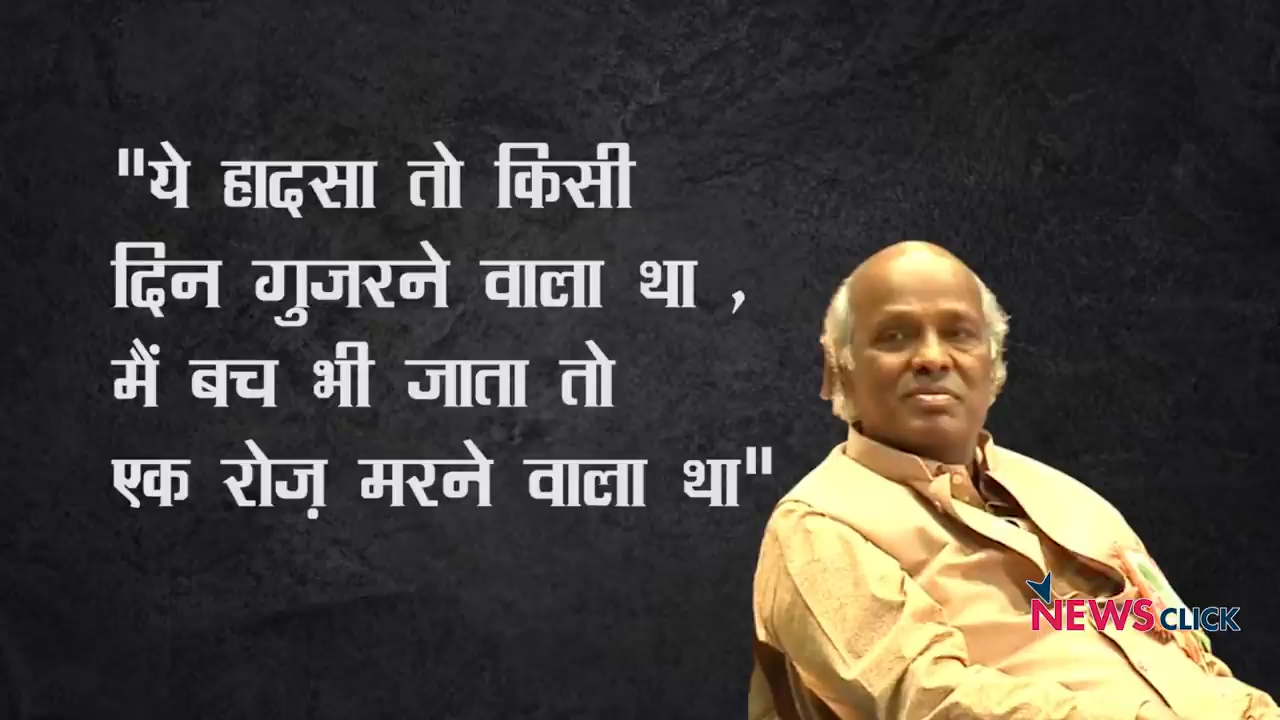 "ये हादसा तो किसी
दिन गुजरने वाला था ,
मैं बच भी जाता तो
एक रोज़ मरने वाला था"
NEWSCLICK